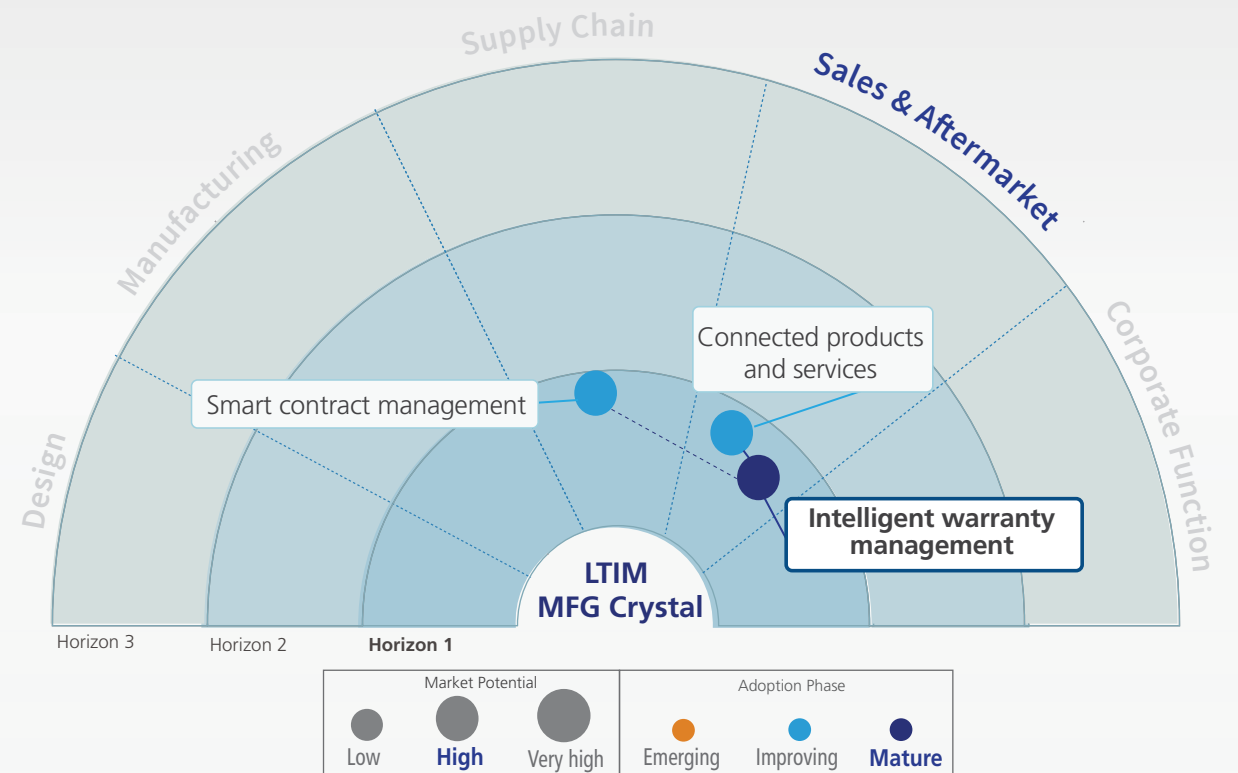 Supply Chain
Sales & Aftermarket
Manufacturing
Design
Corporate Function
Connected products
and services
Smart contract management
Intelligent warranty
management
LTIM
MFG Crystal
Horizon 3
Horizon 2
Horizon 1
Market Potential
Low
High
Very high
Adoption Phase
Emerging
Improving
Mature